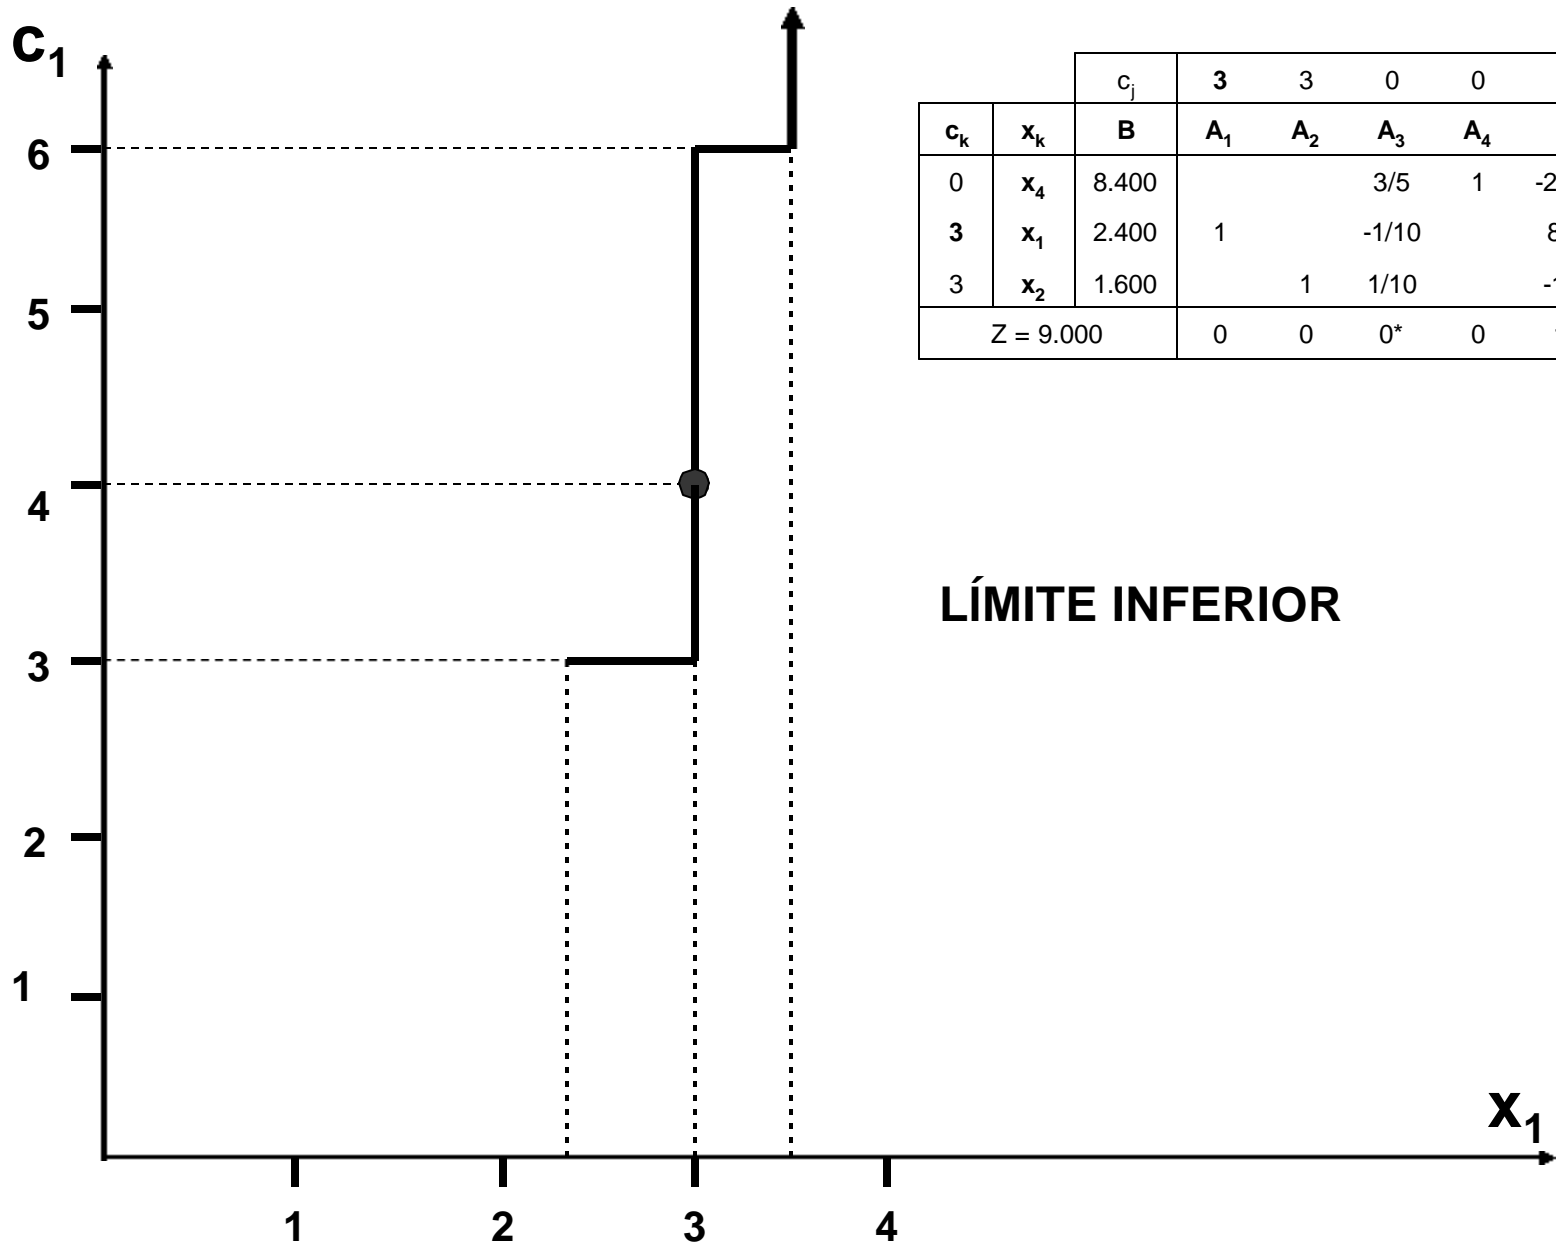 c1
6
5
4
3
2
1
1 2 3 4
x1
cj 3 3 0 0
ck xk B A1 A2 A3 A4
0 x4 8.400 3/5 1 -2
3 x1 2.400 1 -1/10 8
3 x2 1.600 1 1/10
Z = 9.000 0 0 0* 0
LÍMITE INFERIOR